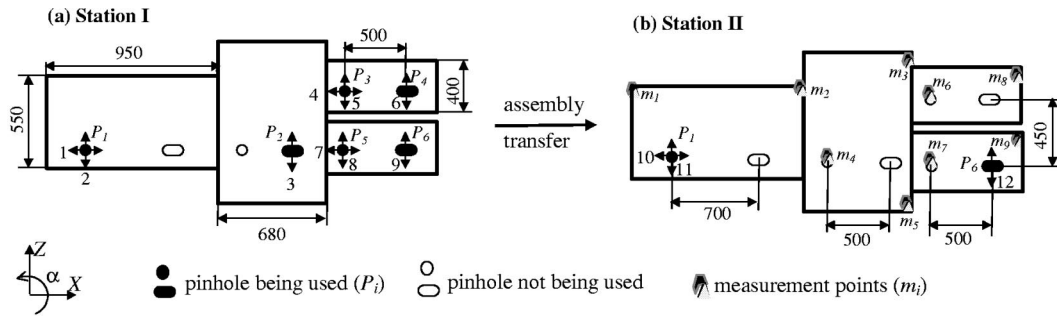 (a) Station I
(b) Station II
950
500
550
400
680
P1
P2
P3
P4
P5
P6
1
2
3
4
5
6
7
8
9
assembly
transfer
m1
m2
m3
m4
m5
m6
m7
m8
m9
P1
P6
10
11
12
700
500
500
450
Z
α
X
pinhole being used (Pi)
pinhole not being used
measurement points (mi)